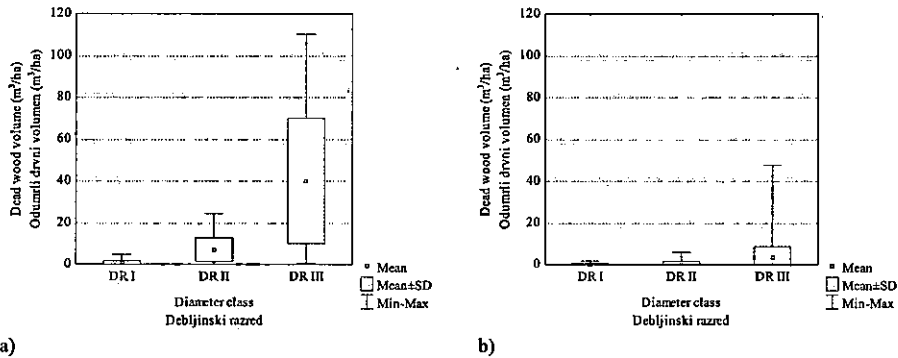 Dead wood volume (m³/ha)
Odumrli drvni volumen (m³/ha)
120
100
80
60
40
20
0
DR I
DR II
DR III
Diameter class
Debljinski razred
Mean
Mean±SD
Min-Max
a)
Dead wood volume (m³/ha)
Odumrli drvni volumen (m³/ha)
120
100
80
60
40
20
0
DR I
DR II
DR III
Diameter class
Debljinski razred
Mean
Mean±SD
Min-Max
b)